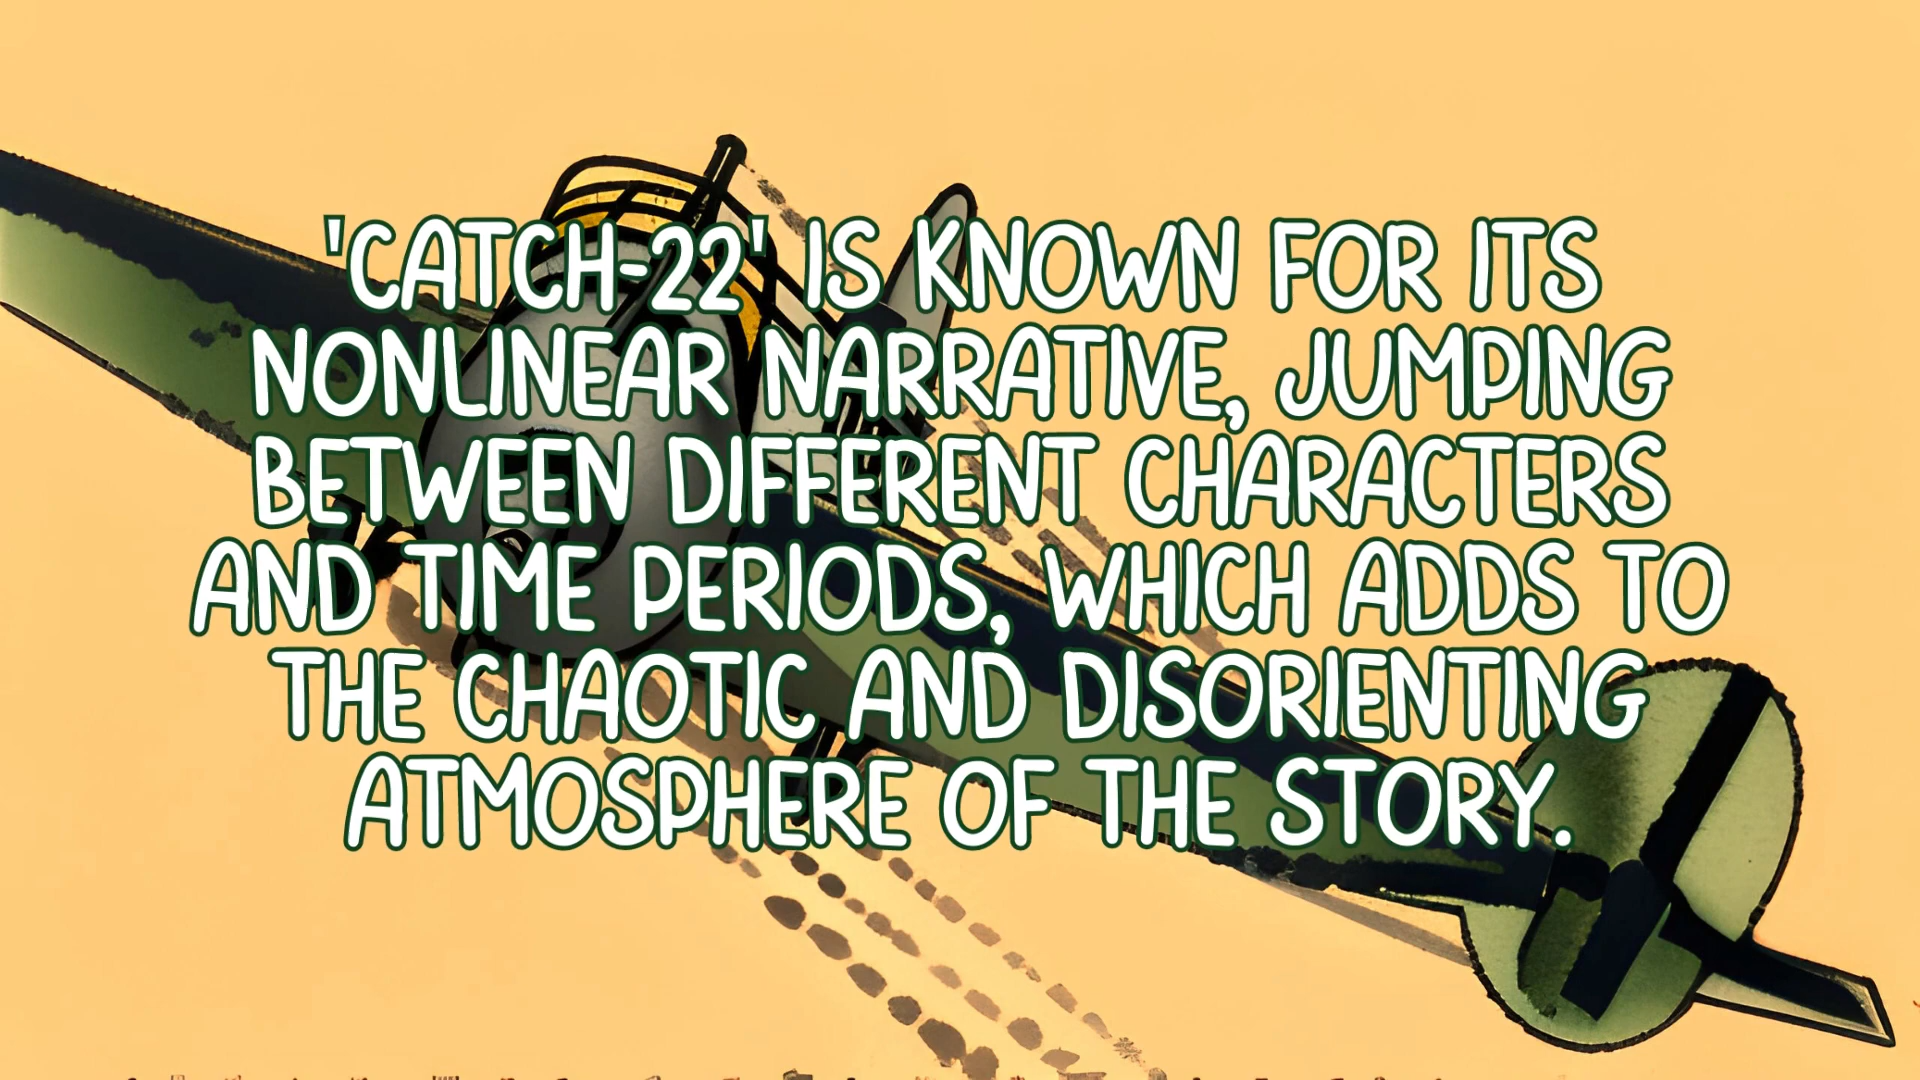 'CATCH-22' IS KNOWN FOR ITS
NONLINEAR NARRATIVE, JUMPING
BETWEEN DIFFERENT CHARACTERS
AND TIME PERIODS, WHICH ADDS TO
THE CHAOTIC AND DISORIENTING
ATMOSPHERE OF THE STORY.